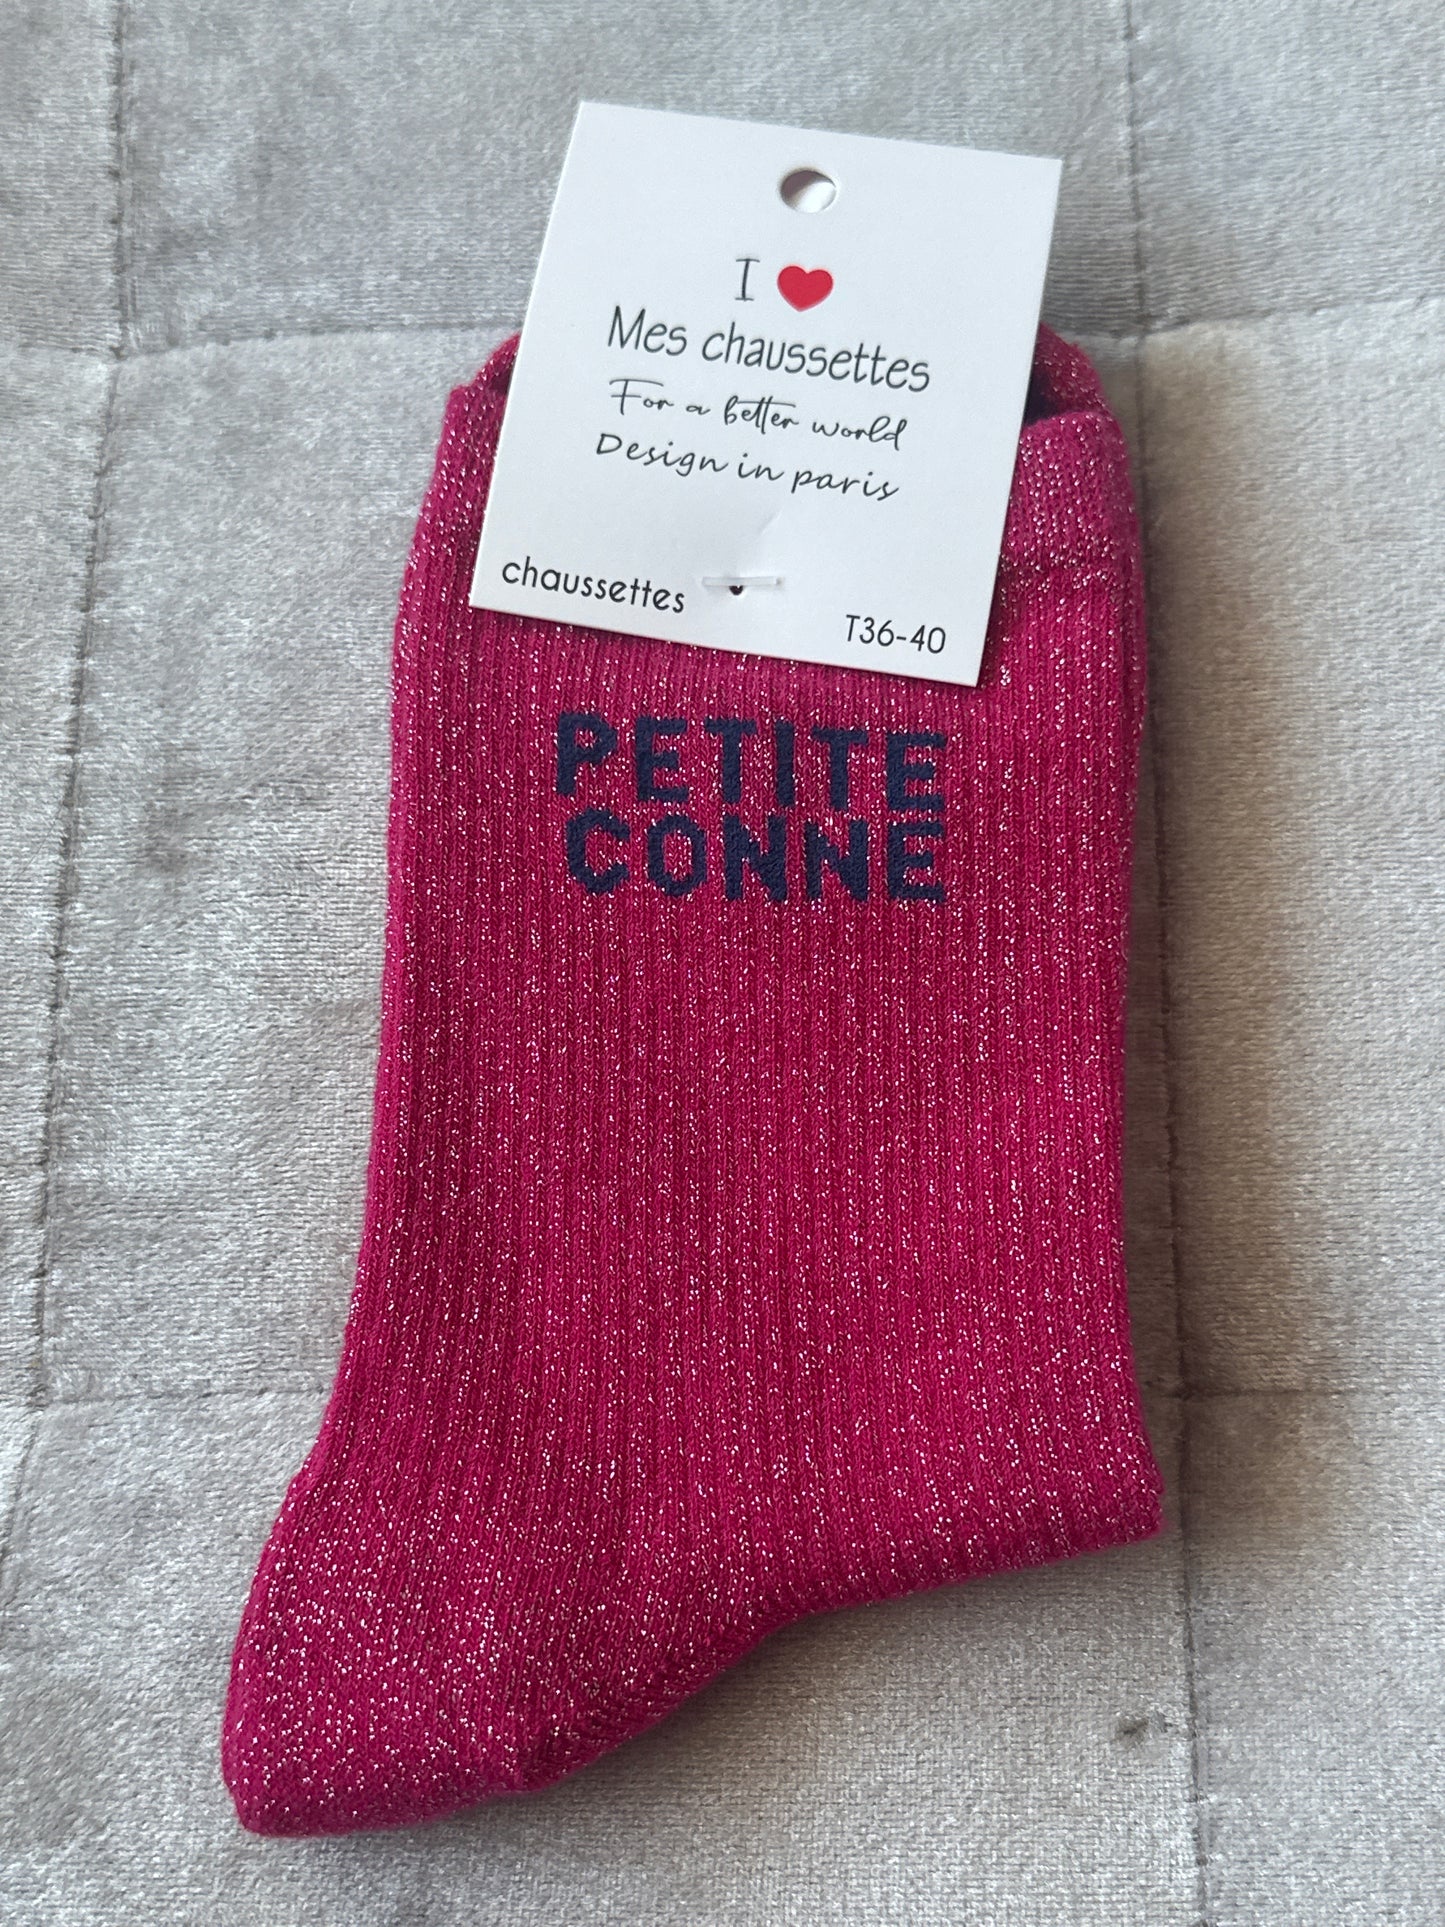 I ❤
Mes chaussettes
For a better world
Design in paris
chaussettes T36-40
PETITE
CONNE